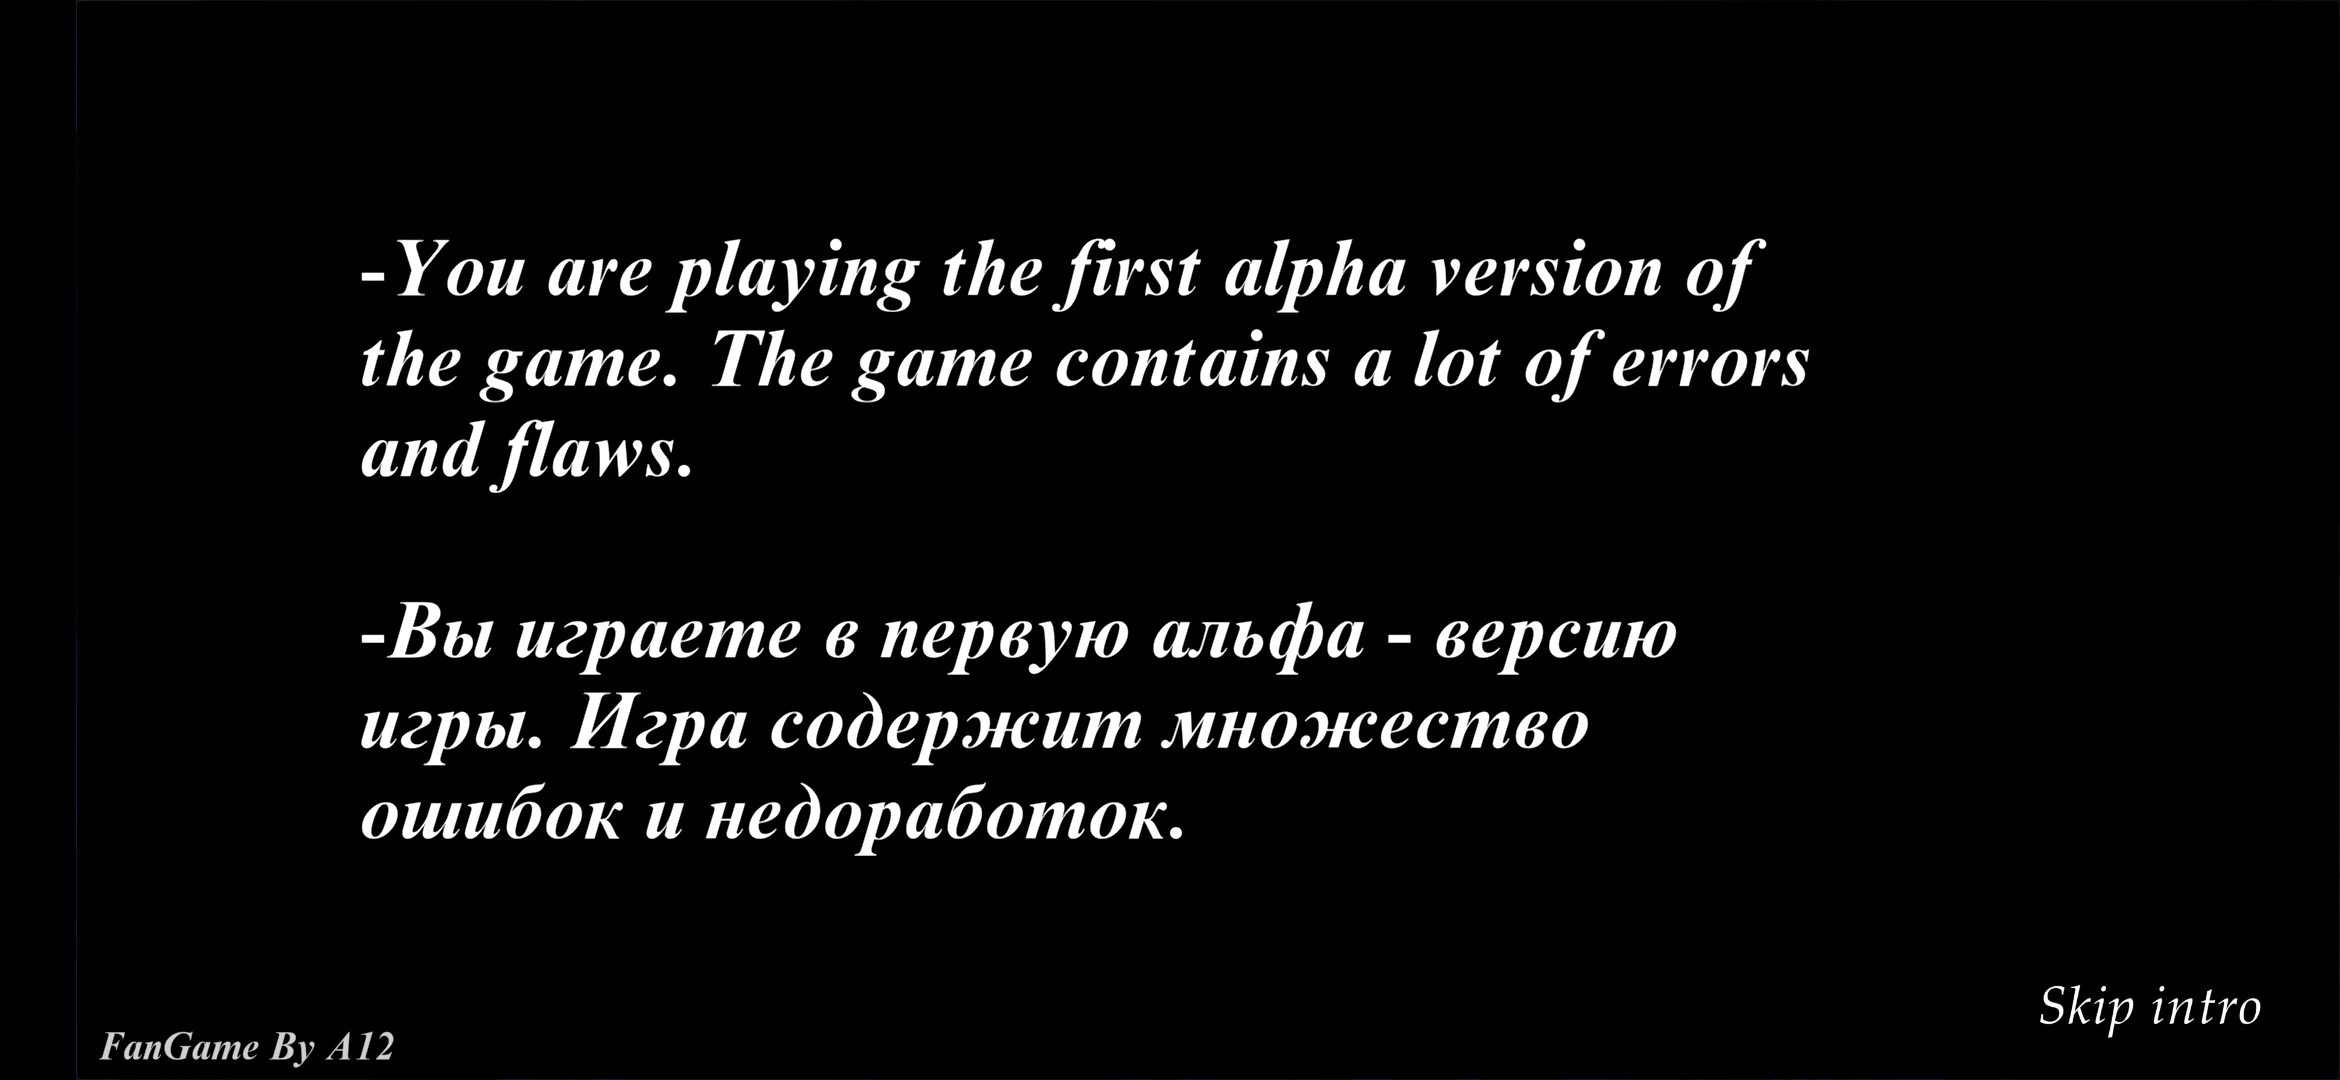 -You are playing the first alpha version of
the game. The game contains a lot of errors
and flaws.
-Вы играете в первую альфа - версию
игры. Игра содержит множество
ошибок и недоработок.
Skip intro
FanGame By A12